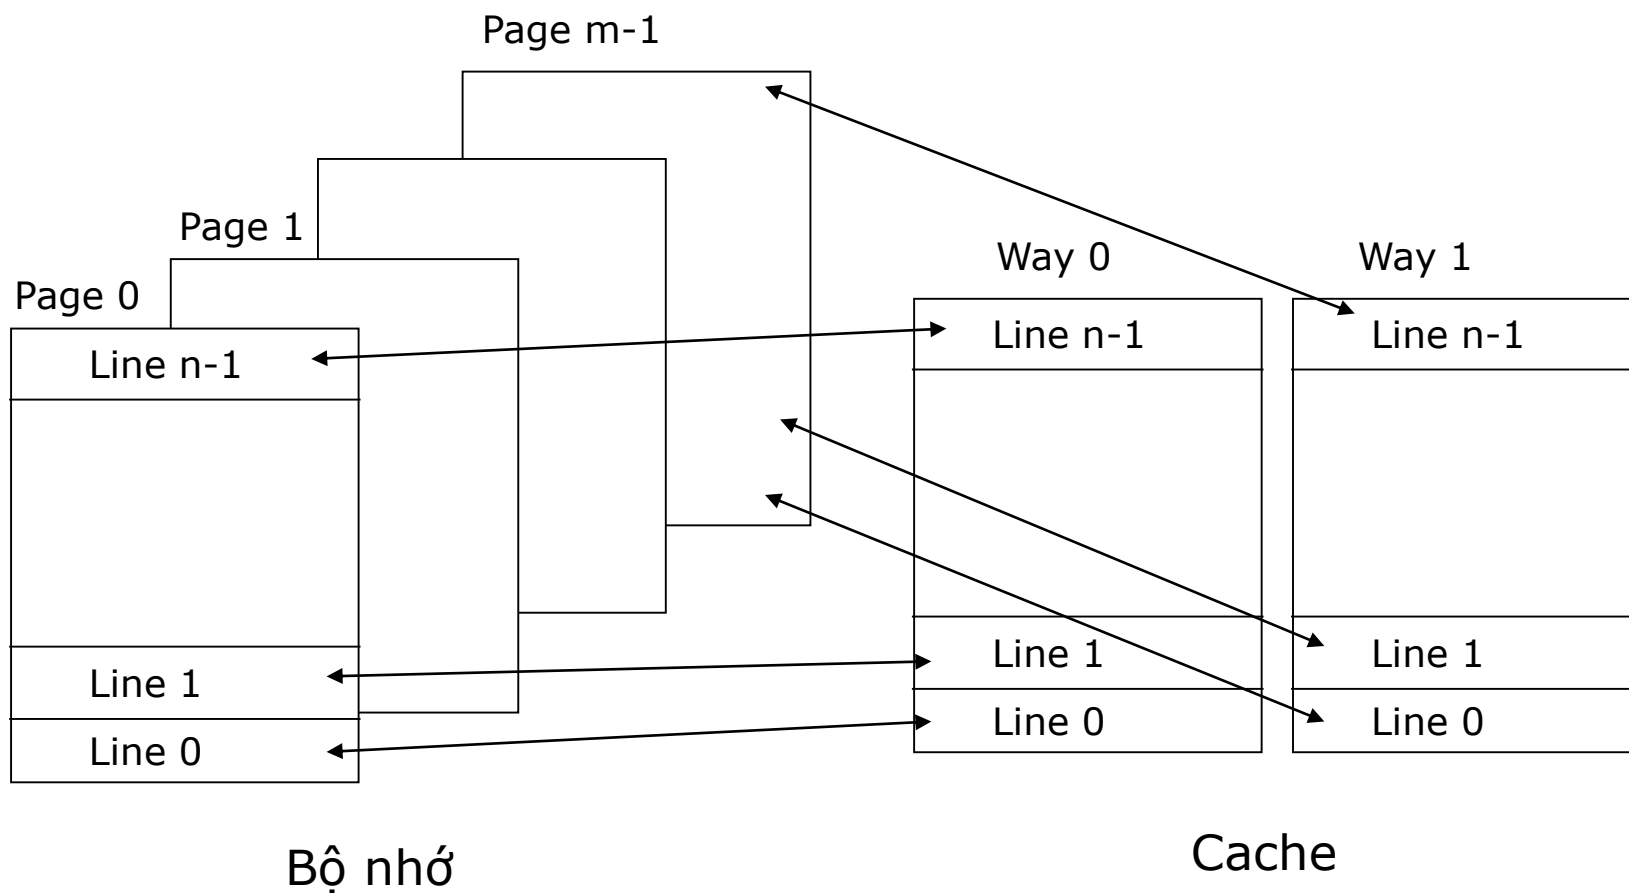 Page m-1
Page 1
Page 0
Line n-1
Line 1
Line 0
Bộ nhớ
Way 0
Line n-1
Line 1
Line 0
Way 1
Line n-1
Line 1
Line 0
Cache